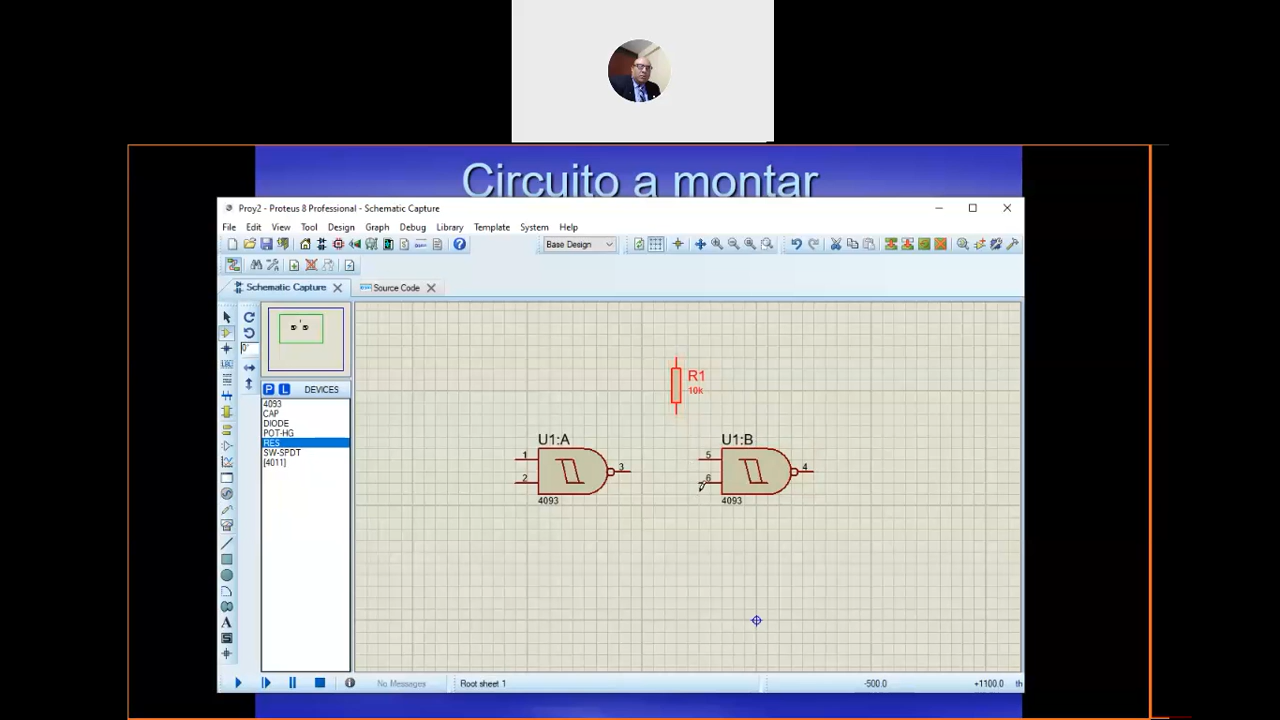 Circuito a montar
Proy2 - Proteus 8 Professional - Schematic Capture
File Edit View Tool Design Graph Debug Library Template System Help
Base Design
Schematic Capture
Source Code
0°
P L DEVICES
4093
CAP
DIODE
POT-HG
RES
SW-SPDT
[4011]
R1
10k
U1:A
1
2
3
4093
U1:B
5
6
4
4093
A
S
No Messages
Root sheet 1
-500.0
+1100.0
th